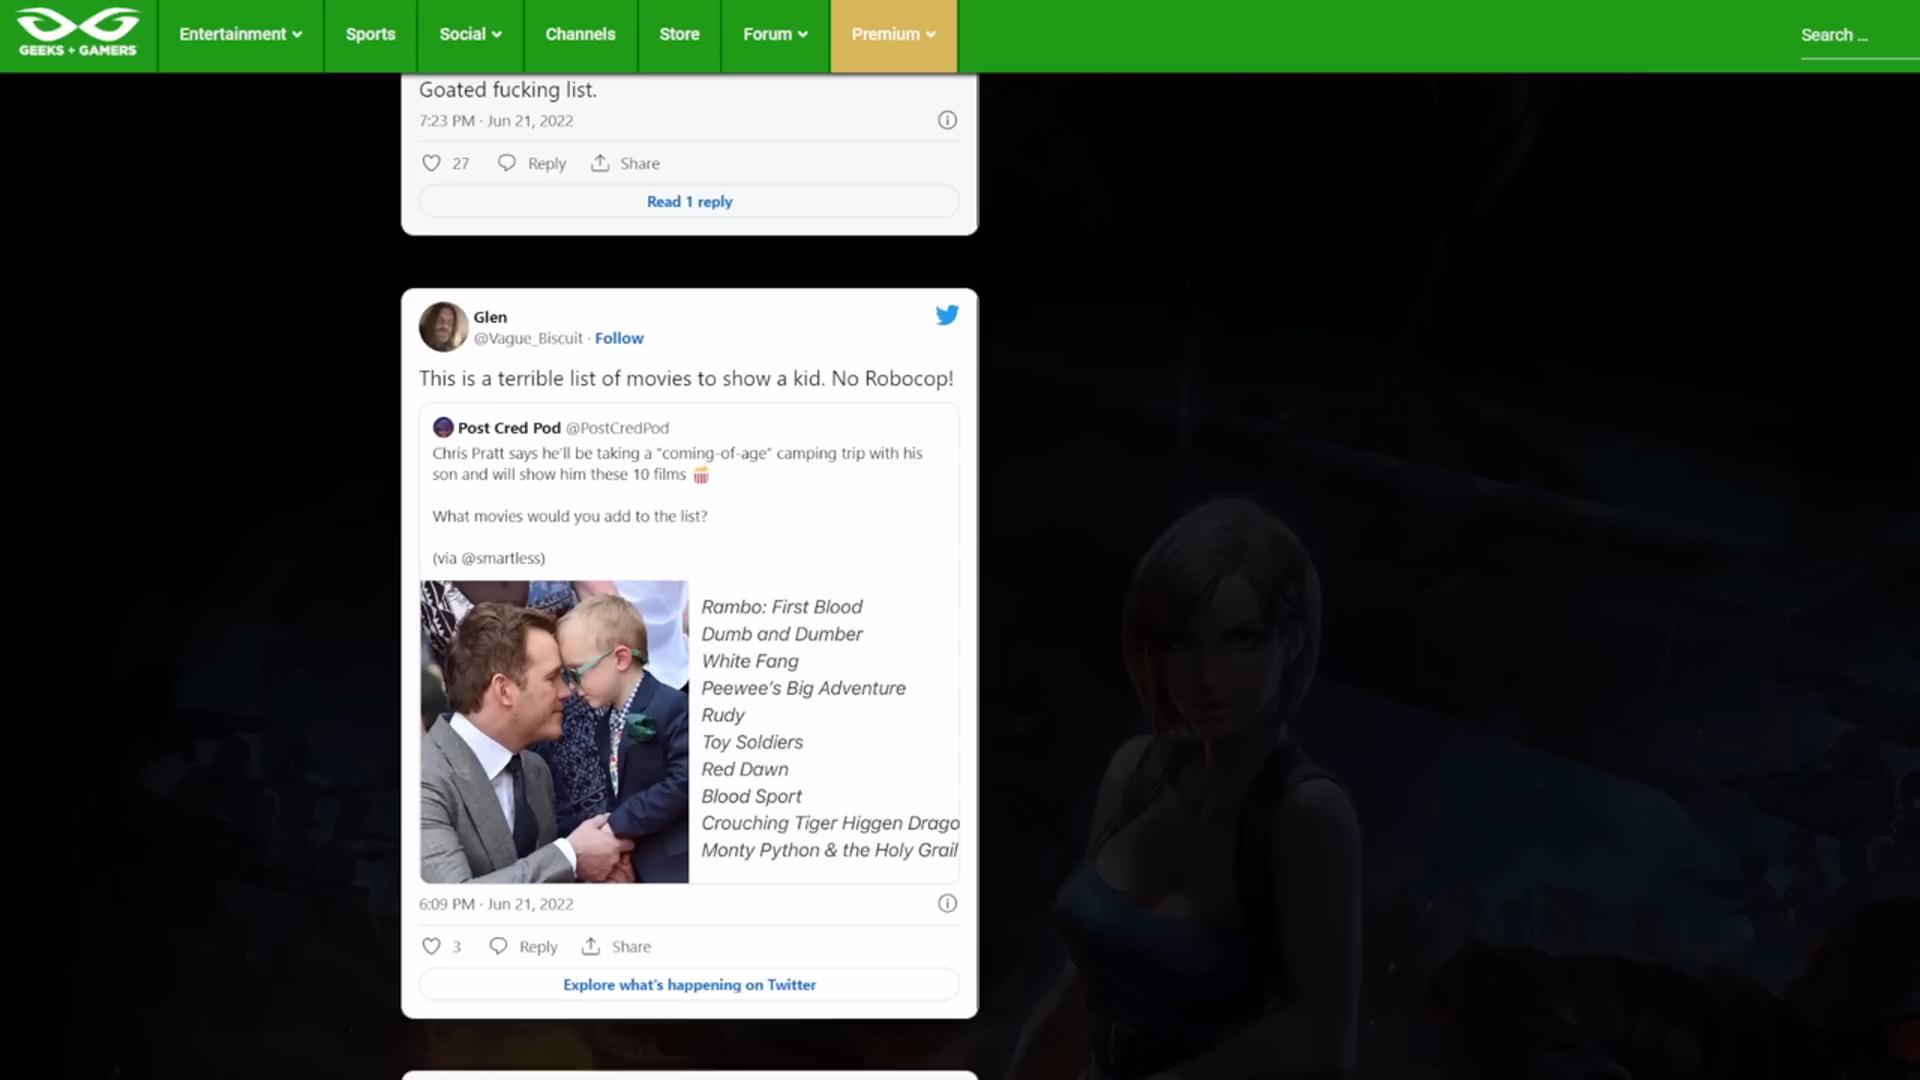 GEEKS + GAMERS
Entertainment
Sports
Social
Channels
Store
Forum
Premium
Search ...
Goated fucking list.
7:23 PM · Jun 21, 2022
27
Reply
Share
Read 1 reply
Glen
@Vague_Biscuit · Follow
This is a terrible list of movies to show a kid. No Robocop!
Post Cred Pod @PostCredPod
Chris Pratt says he'll be taking a "coming-of-age" camping trip with his
son and will show him these 10 films
What movies would you add to the list?
(via @smartless)
Rambo: First Blood
Dumb and Dumber
White Fang
Peewee's Big Adventure
Rudy
Toy Soldiers
Red Dawn
Blood Sport
Crouching Tiger Higgen Drago
Monty Python & the Holy Grail
6:09 PM · Jun 21, 2022
3
Reply
Share
Explore what's happening on Twitter